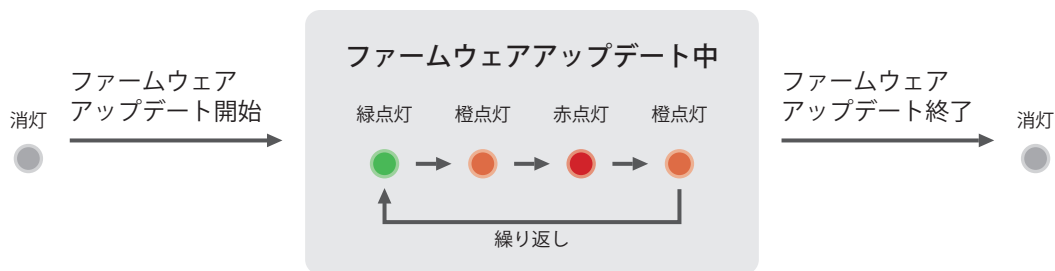 消灯
ファームウェア
アップデート開始
ファームウェアアップデート中
緑点灯
橙点灯
赤点灯
橙点灯
繰り返し
ファームウェア
アップデート終了
消灯